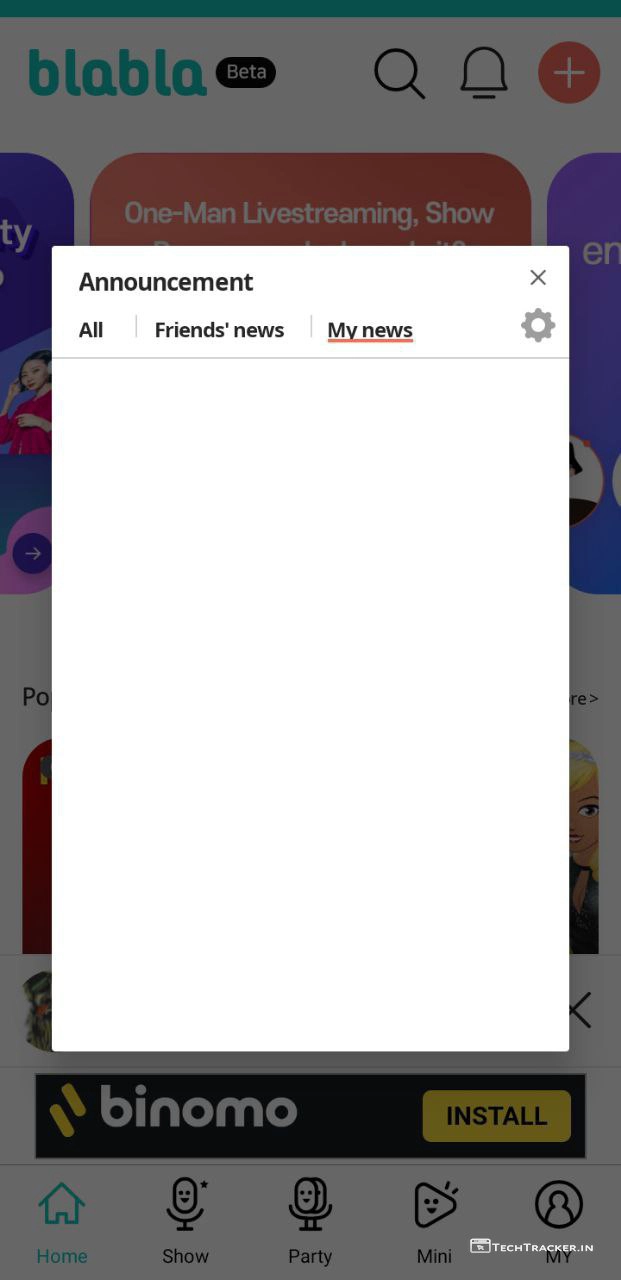 blabla Beta
ty
One-Man Livestreaming, Show
en
Announcement
All Friends' news My news
Po
re >
binomo INSTALL
Home Show Party Mini MY
TechTracker.in